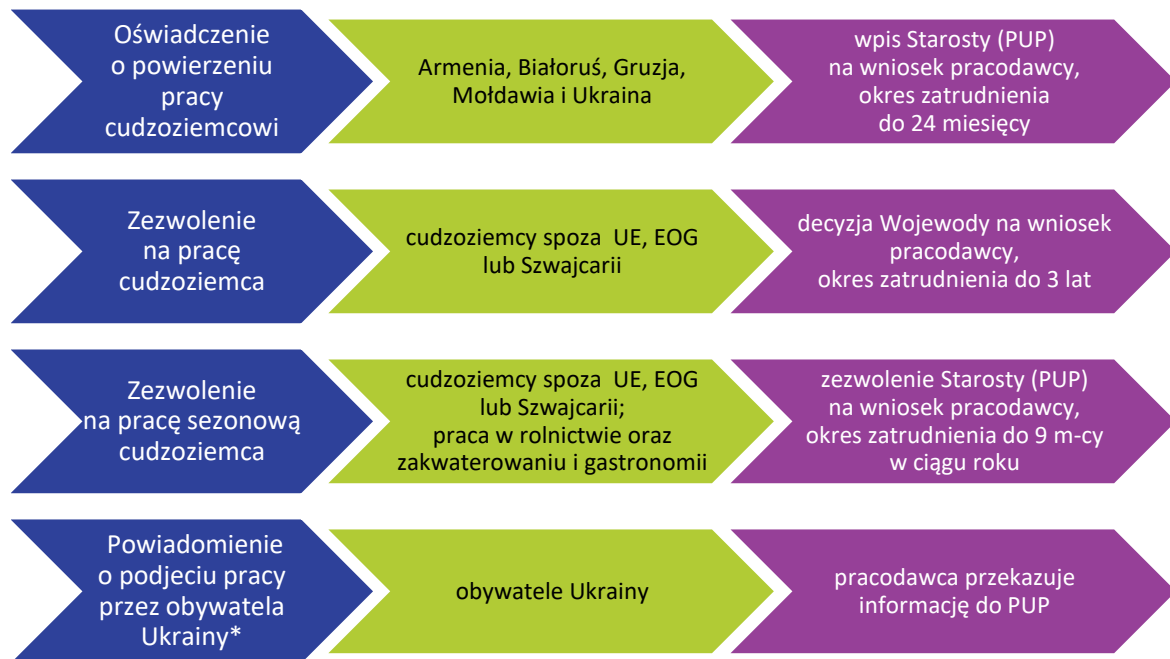 Oświadczenie
o powierzeniu
pracy
cudzoziemcowi
Armenia, Białoruś, Gruzja,
Mołdawia i Ukraina
wpis Starosty (PUP)
na wniosek pracodawcy,
okres zatrudnienia
do 24 miesięcy
Zezwolenie
na pracę
cudzoziemca
cudzoziemcy spoza UE, EOG
lub Szwajcarii
decyzja Wojewody na wniosek
pracodawcy,
okres zatrudnienia do 3 lat
Zezwolenie
na pracę sezonową
cudzoziemca
cudzoziemcy spoza UE, EOG
lub Szwajcarii;
praca w rolnictwie oraz
zakwaterowaniu i gastronomii
zezwolenie Starosty (PUP)
na wniosek pracodawcy,
okres zatrudnienia do 9 m-cy
w ciągu roku
Powiadomienie
o podjeciu pracy
przez obywatela
Ukrainy*
obywatele Ukrainy
pracodawca przekazuje
informację do PUP